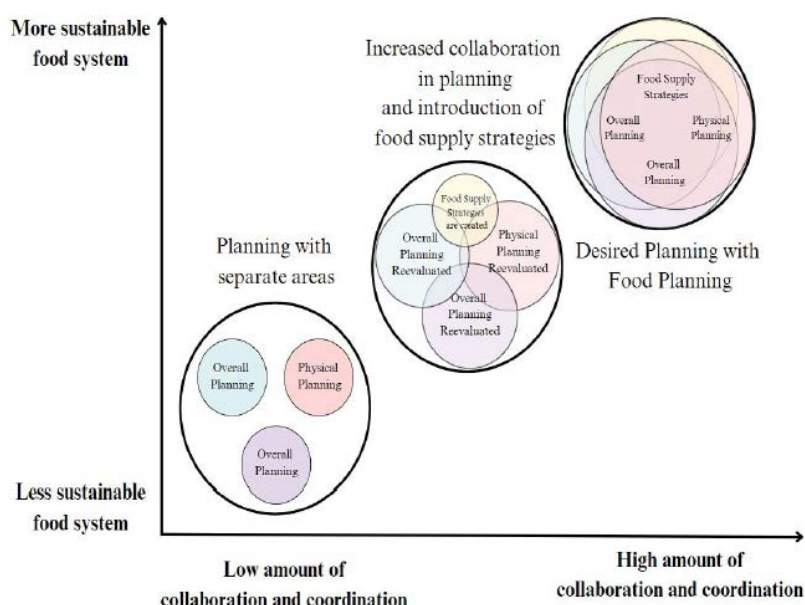 More sustainable
food system
Increased collaboration
in planning
and introduction of
food supply strategies
Food Supply
Strategies
Overall
Planning
Physical
Planning
Overall
Planning
Desired Planning with
Food Planning
Food Supply
Strategies
are created
Overall
Planning
Reevaluated
Physical
Planning
Reevaluated
Overall
Planning
Reevaluated
Planning with
separate areas
Overall
Planning
Physical
Planning
Overall
Planning
Less sustainable
food system
Low amount of
collaboration and coordination
High amount of
collaboration and coordination